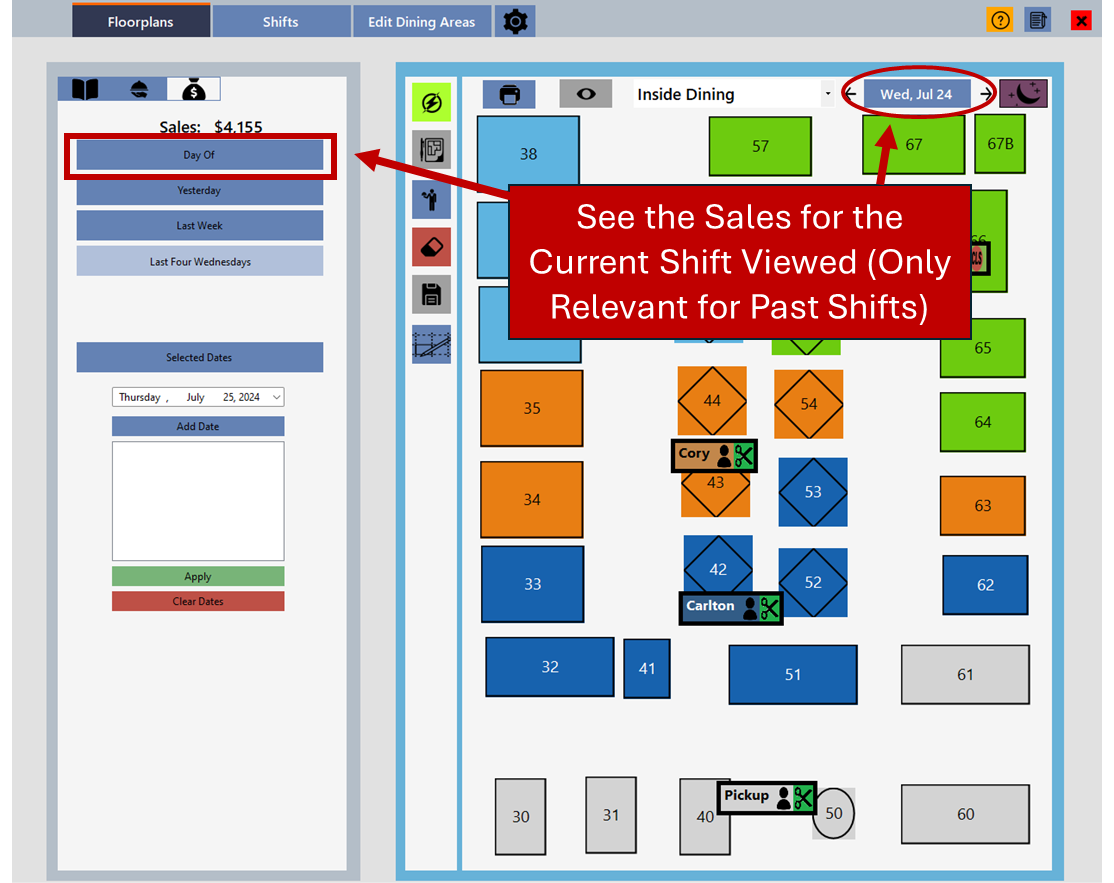 Floorplans
Shifts
Edit Dining Areas
?
Sales: $4,155
Day Of
Yesterday
Last Week
Last Four Wednesdays
Selected Dates
Thursday , July 25, 2024
Add Date
Apply
Clear Dates
Inside Dining
Wed, Jul 24
See the Sales for the
Current Shift Viewed (Only
Relevant for Past Shifts)
38
57
67
67B
65
35
44
54
64
Cory
34
43
53
63
33
42
52
62
Carlton
32
41
51
61
Pickup
30
31
40
50
60